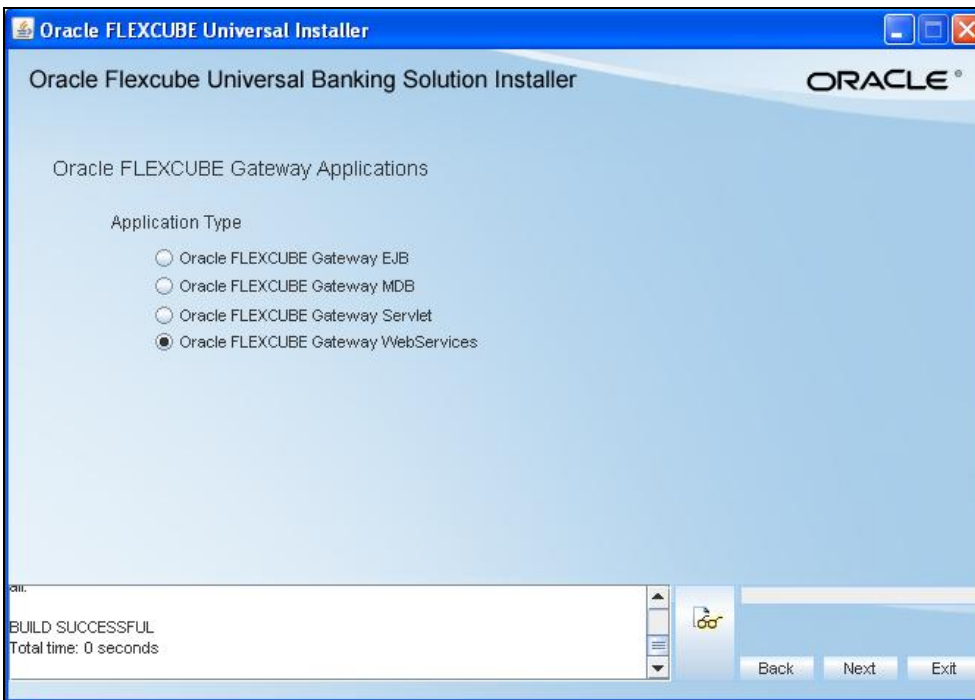 Oracle FLEXCUBE Universal Installer
Oracle Flexcube Universal Banking Solution Installer
ORACLE®
Oracle FLEXCUBE Gateway Applications
Application Type
Oracle FLEXCUBE Gateway EJB
Oracle FLEXCUBE Gateway MDB
Oracle FLEXCUBE Gateway Servlet
Oracle FLEXCUBE Gateway WebServices
BUILD SUCCESSFUL
Total time: 0 seconds
Back Next Exit